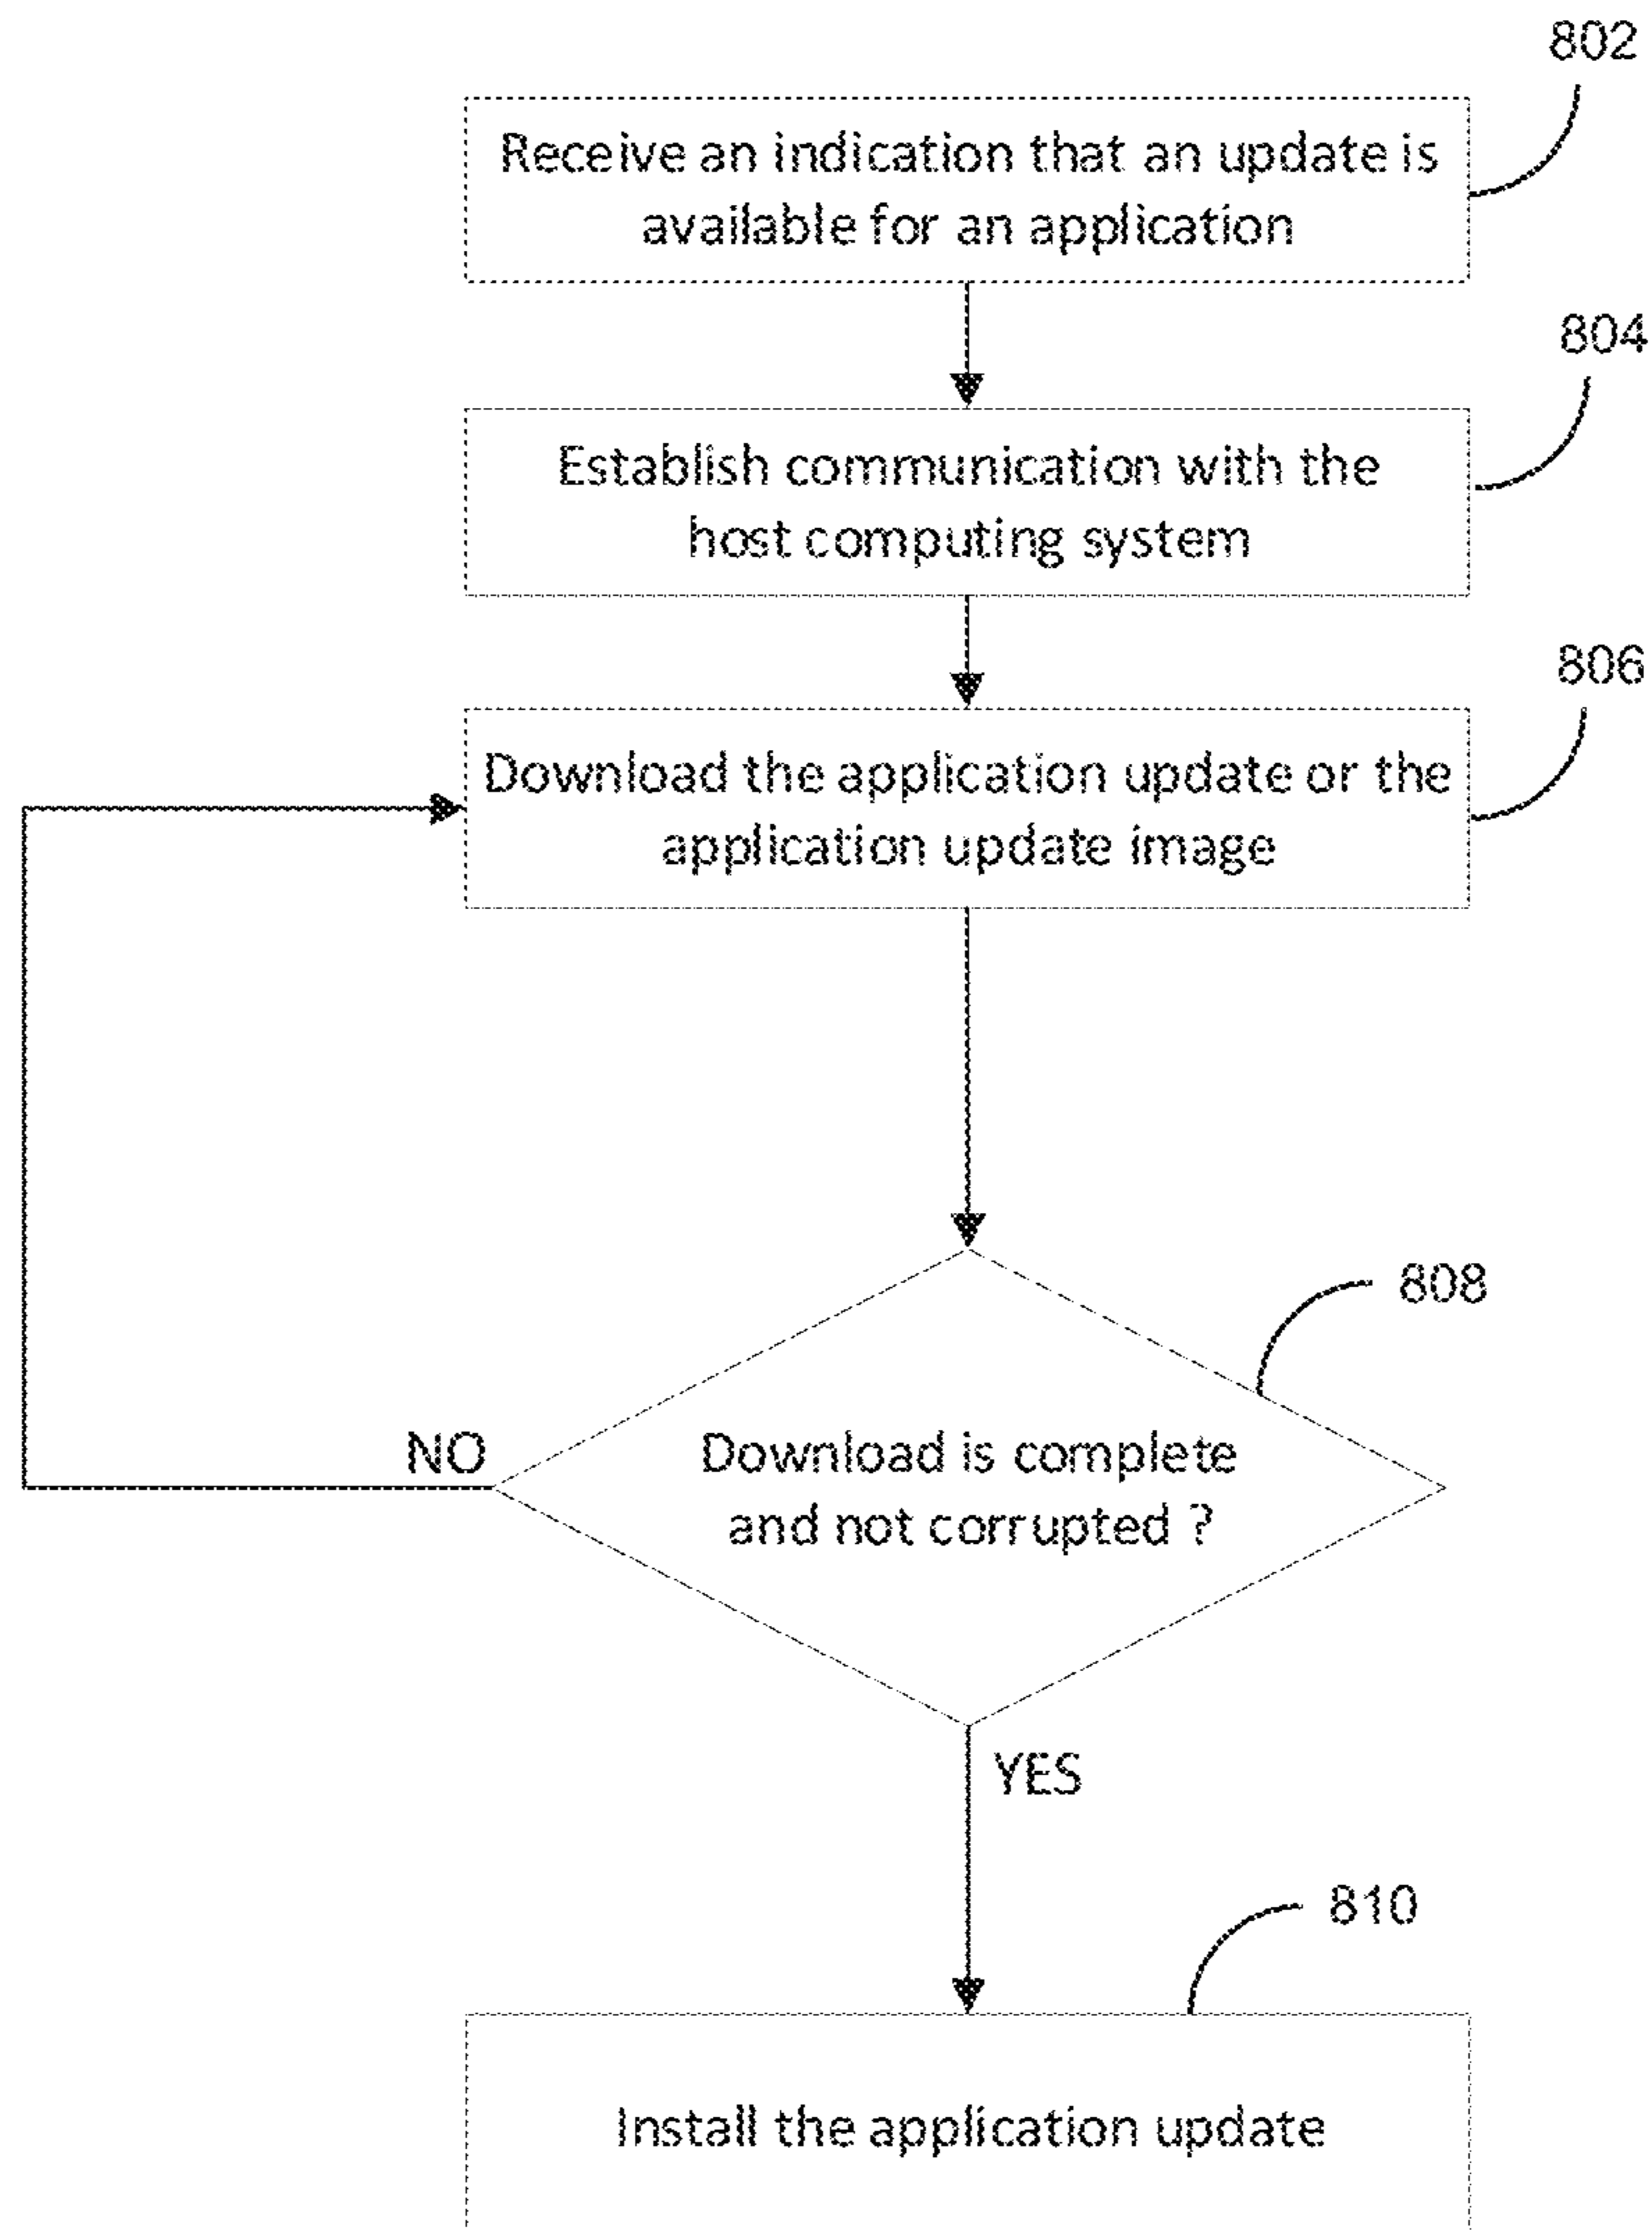 802
Receive an indication that an update is
available for an application
804
Establish communication with the
host computing system
806
Download the application update or the
application update image
808
NO
Download is complete
and not corrupted ?
YES
810
Install the application update